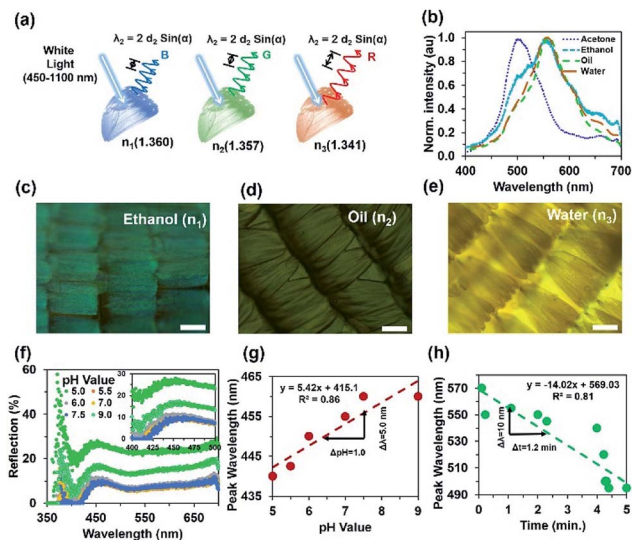 (a)
λ₂ = 2 d₂ Sin(α)
λ₂ = 2 d₂ Sin(α)
λ₂ = 2 d₂ Sin(α)
White
Light
(450-1100 nm)
B
G
R
n₁(1.360)
n₂(1.357)
n₃(1.341)
(b)
Norm. Intensity (au)
1.0
0.8
0.6
0.4
0.2
0.0
Acetone
Ethanol
Oil
Water
400 500 600 700
Wavelength (nm)
(c)
Ethanol (n₁)
(d)
Oil (n₂)
(e)
Water (n₃)
(f)
Wavelength (nm)
Reflection (%)
60
40
20
0
pH Value
5.0 5.5
6.0 7.0
7.5 9.0
30
20
10
0
400 425 450 475 500
350 450 550 650
Wavelength (nm)
(g)
Peak Wavelength (nm)
465
455
445
435
y = 5.42x + 415.1
R² = 0.86
Δλ=5.0 nm
ΔpH=1.0
5 6 7 8 9
pH Value
(h)
Peak Wavelength (nm)
570
550
530
510
490
y = -14.02x + 569.03
R² = 0.81
Δλ=10 nm
Δt=1.2 min
0 1 2 3 4 5
Time (min.)